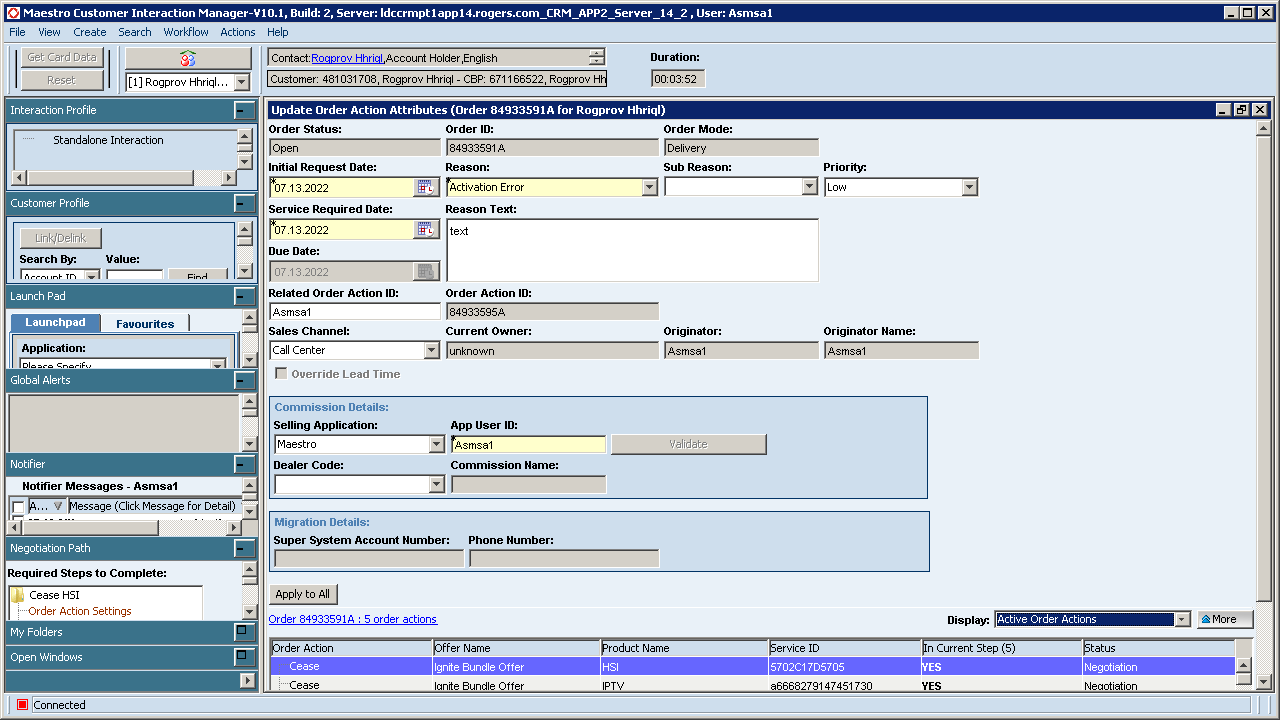 Maestro Customer Interaction Manager-V10.1, Build: 2, Server: ldccrmpt1app14.rogers.com_CRM_APP2_Server_14_2 , User: Asmsa1
File View Create Search Workflow Actions Help
Get Card Data
Reset
[1] Rogprov Hhriql...
Contact:Rogprov Hhriql,Account Holder,English
Customer: 481031708, Rogprov Hhriql - CBP: 671166522, Rogprov Hh
Duration:
00:03:52
Interaction Profile
Standalone Interaction
Customer Profile
Link/Delink
Search By: Value:
Account ID Find
Launch Pad
Launchpad Favourites
Application:
Please Specify
Global Alerts
Notifier
Notifier Messages - Asmsa1
A... Message (Click Message for Detail)
Negotiation Path
Required Steps to Complete:
Cease HSI
Order Action Settings
My Folders
Open Windows
Update Order Action Attributes (Order 84933591A for Rogprov Hhriql)
Order Status: Order ID: Order Mode:
Open 84933591A Delivery
Initial Request Date: Reason: Sub Reason: Priority:
*07.13.2022 *Activation Error Low
Service Required Date: Reason Text:
*07.13.2022 text
Due Date:
07.13.2022
Related Order Action ID: Order Action ID:
Asmsa1 84933595A
Sales Channel: Current Owner: Originator: Originator Name:
Call Center unknown Asmsa1 Asmsa1
Override Lead Time
Commission Details:
Selling Application: App User ID:
Maestro *Asmsa1 Validate
Dealer Code: Commission Name:
Migration Details:
Super System Account Number: Phone Number:
Apply to All
Order 84933591A : 5 order actions Display: Active Order Actions More
Order Action Offer Name Product Name Service ID In Current Step (5) Status
Cease Ignite Bundle Offer HSI 5702C17D5705 YES Negotiation
Cease Ignite Bundle Offer IPTV a6668279147451730 YES Negotiation
Connected